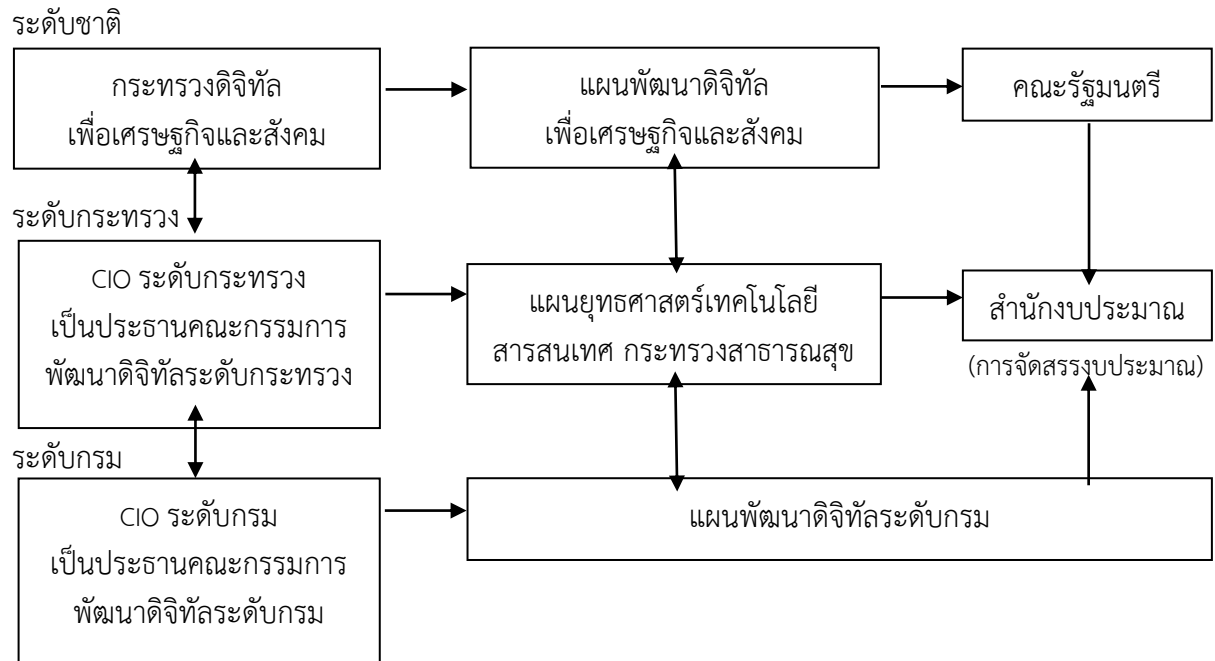 ระดับชาติ
กระทรวงดิจิทัล
เพื่อเศรษฐกิจและสังคม
แผนพัฒนาดิจิทัล
เพื่อเศรษฐกิจและสังคม
คณะรัฐมนตรี
ระดับกระทรวง
CIO ระดับกระทรวง
เป็นประธานคณะกรรมการ
พัฒนาดิจิทัลระดับกระทรวง
แผนยุทธศาสตร์เทคโนโลยี
สารสนเทศ กระทรวงสาธารณสุข
สำนักงบประมาณ
(การจัดสรรงบประมาณ)
ระดับกรม
CIO ระดับกรม
เป็นประธานคณะกรรมการ
พัฒนาดิจิทัลระดับกรม
แผนพัฒนาดิจิทัลระดับกรม